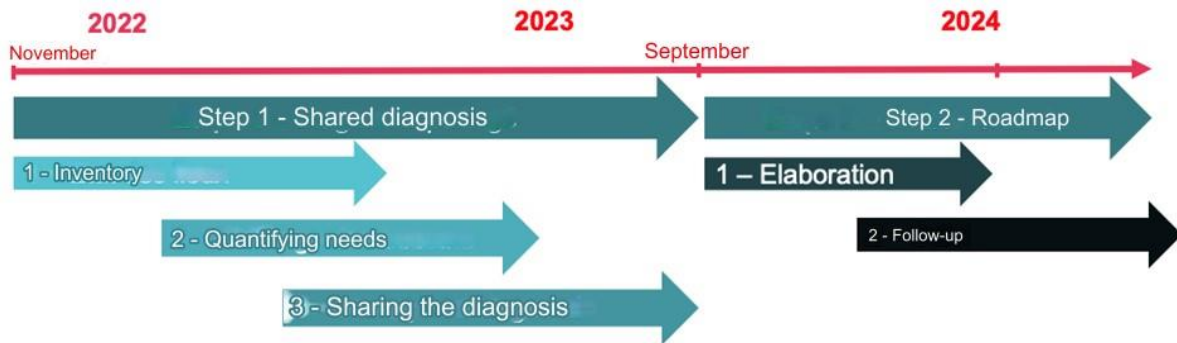 2022 2023 2024
November September
Step 1 - Shared diagnosis Step 2 - Roadmap
1 - Inventory 1 – Elaboration
2 - Quantifying needs 2 - Follow-up
3 - Sharing the diagnosis